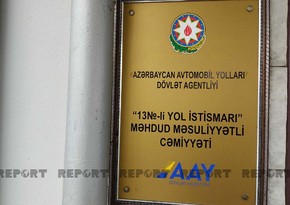 AZƏRBAYCAN AVTOMOBİL YOLLARI
DÖVLƏT AGENTLİYİ
“13№-li YOL İSTİSMARI”
MƏHDUD MƏSULİYYƏTLİ
CƏMİYYƏTİ
AAY
REPORT REPORT REPORT